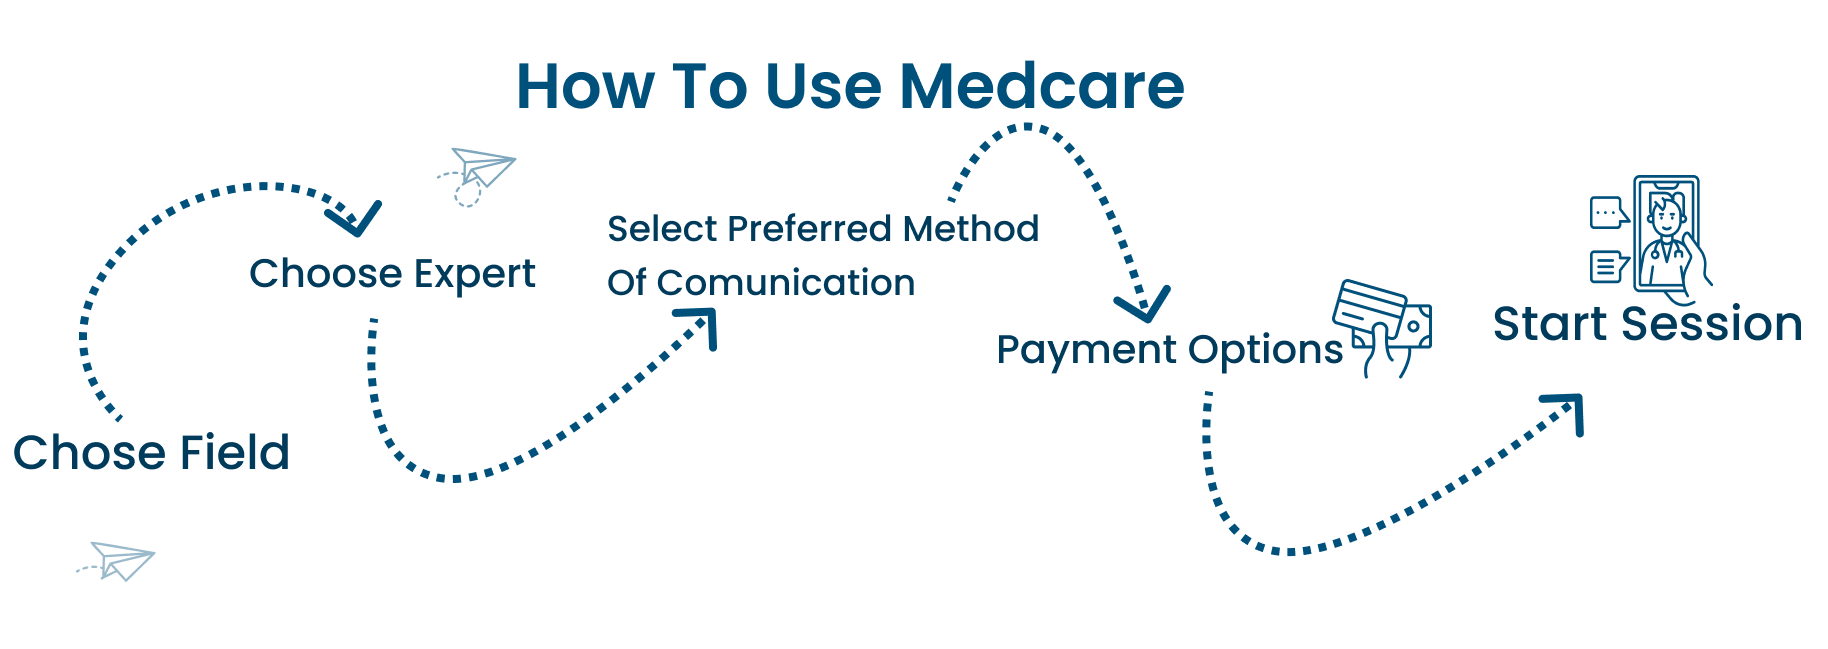 How To Use Medcare
Chose Field
Choose Expert
Select Preferred Method
Of Comunication
Payment Options
Start Session